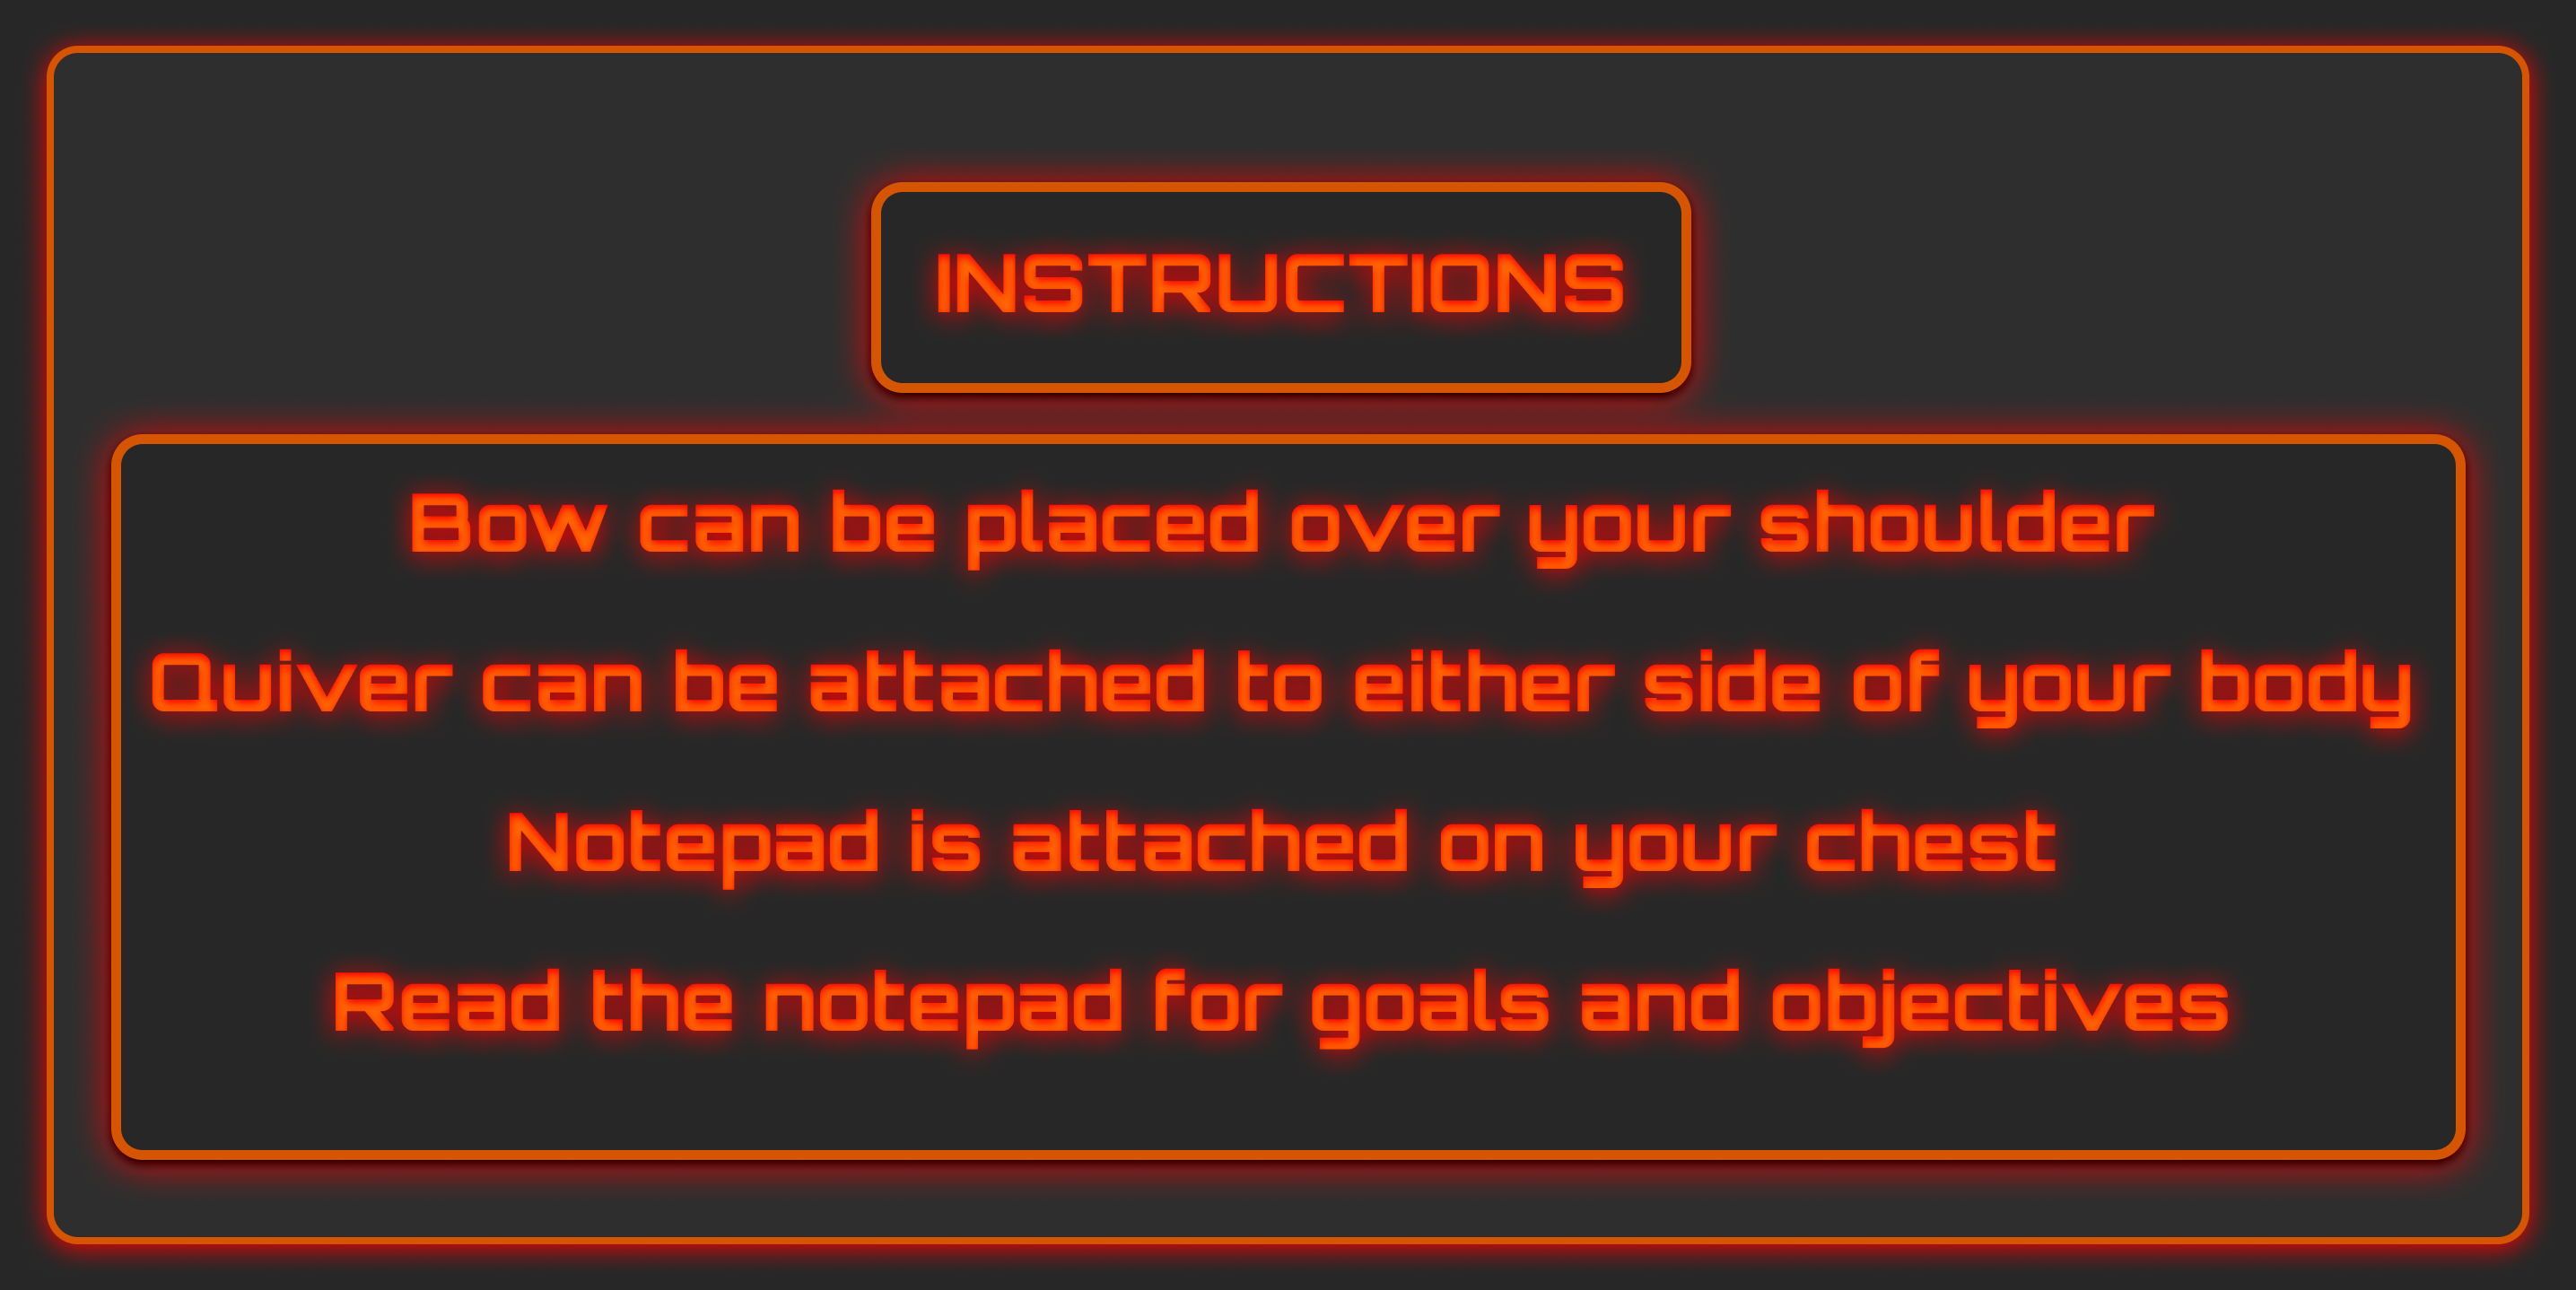 INSTRUCTIONS
Bow can be placed over your shoulder
Quiver can be attached to either side of your body
Notepad is attached on your chest
Read the notepad for goals and objectives